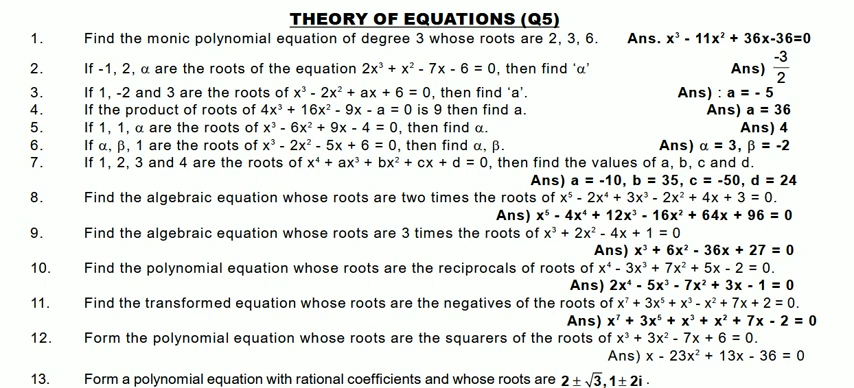 THEORY OF EQUATIONS (Q5)
1. Find the monic polynomial equation of degree 3 whose roots are 2, 3, 6. Ans. x³ - 11x² + 36x-36=0
2. If -1, 2, α are the roots of the equation 2x³ + x² - 7x - 6 = 0, then find 'α' Ans) -3/2
3. If 1, -2 and 3 are the roots of x³ - 2x² + ax + 6 = 0, then find 'a'. Ans) : a = - 5
4. If the product of roots of 4x³ + 16x² - 9x - a = 0 is 9 then find a. Ans) a = 36
5. If 1, 1, α are the roots of x³ - 6x² + 9x - 4 = 0, then find α. Ans) 4
6. If α, β, 1 are the roots of x³ - 2x² - 5x + 6 = 0, then find α, β. Ans) α = 3, β = -2
7. If 1, 2, 3 and 4 are the roots of x⁴ + ax³ + bx² + cx + d = 0, then find the values of a, b, c and d.
Ans) a = -10, b = 35, c = -50, d = 24
8. Find the algebraic equation whose roots are two times the roots of x⁵ - 2x⁴ + 3x³ - 2x² + 4x + 3 = 0.
Ans) x⁵ - 4x⁴ + 12x³ - 16x² + 64x + 96 = 0
9. Find the algebraic equation whose roots are 3 times the roots of x³ + 2x² - 4x + 1 = 0
Ans) x³ + 6x² - 36x + 27 = 0
10. Find the polynomial equation whose roots are the reciprocals of roots of x⁴ - 3x³ + 7x² + 5x - 2 = 0.
Ans) 2x⁴ - 5x³ - 7x² + 3x - 1 = 0
11. Find the transformed equation whose roots are the negatives of the roots of x⁷ + 3x⁵ + x³ - x² + 7x + 2 = 0.
Ans) x⁷ + 3x⁵ + x³ + x² + 7x - 2 = 0
12. Form the polynomial equation whose roots are the squarers of the roots of x³ + 3x² - 7x + 6 = 0.
Ans) x - 23x² + 13x - 36 = 0
13. Form a polynomial equation with rational coefficients and whose roots are 2 ± √3, 1 ± 2i .